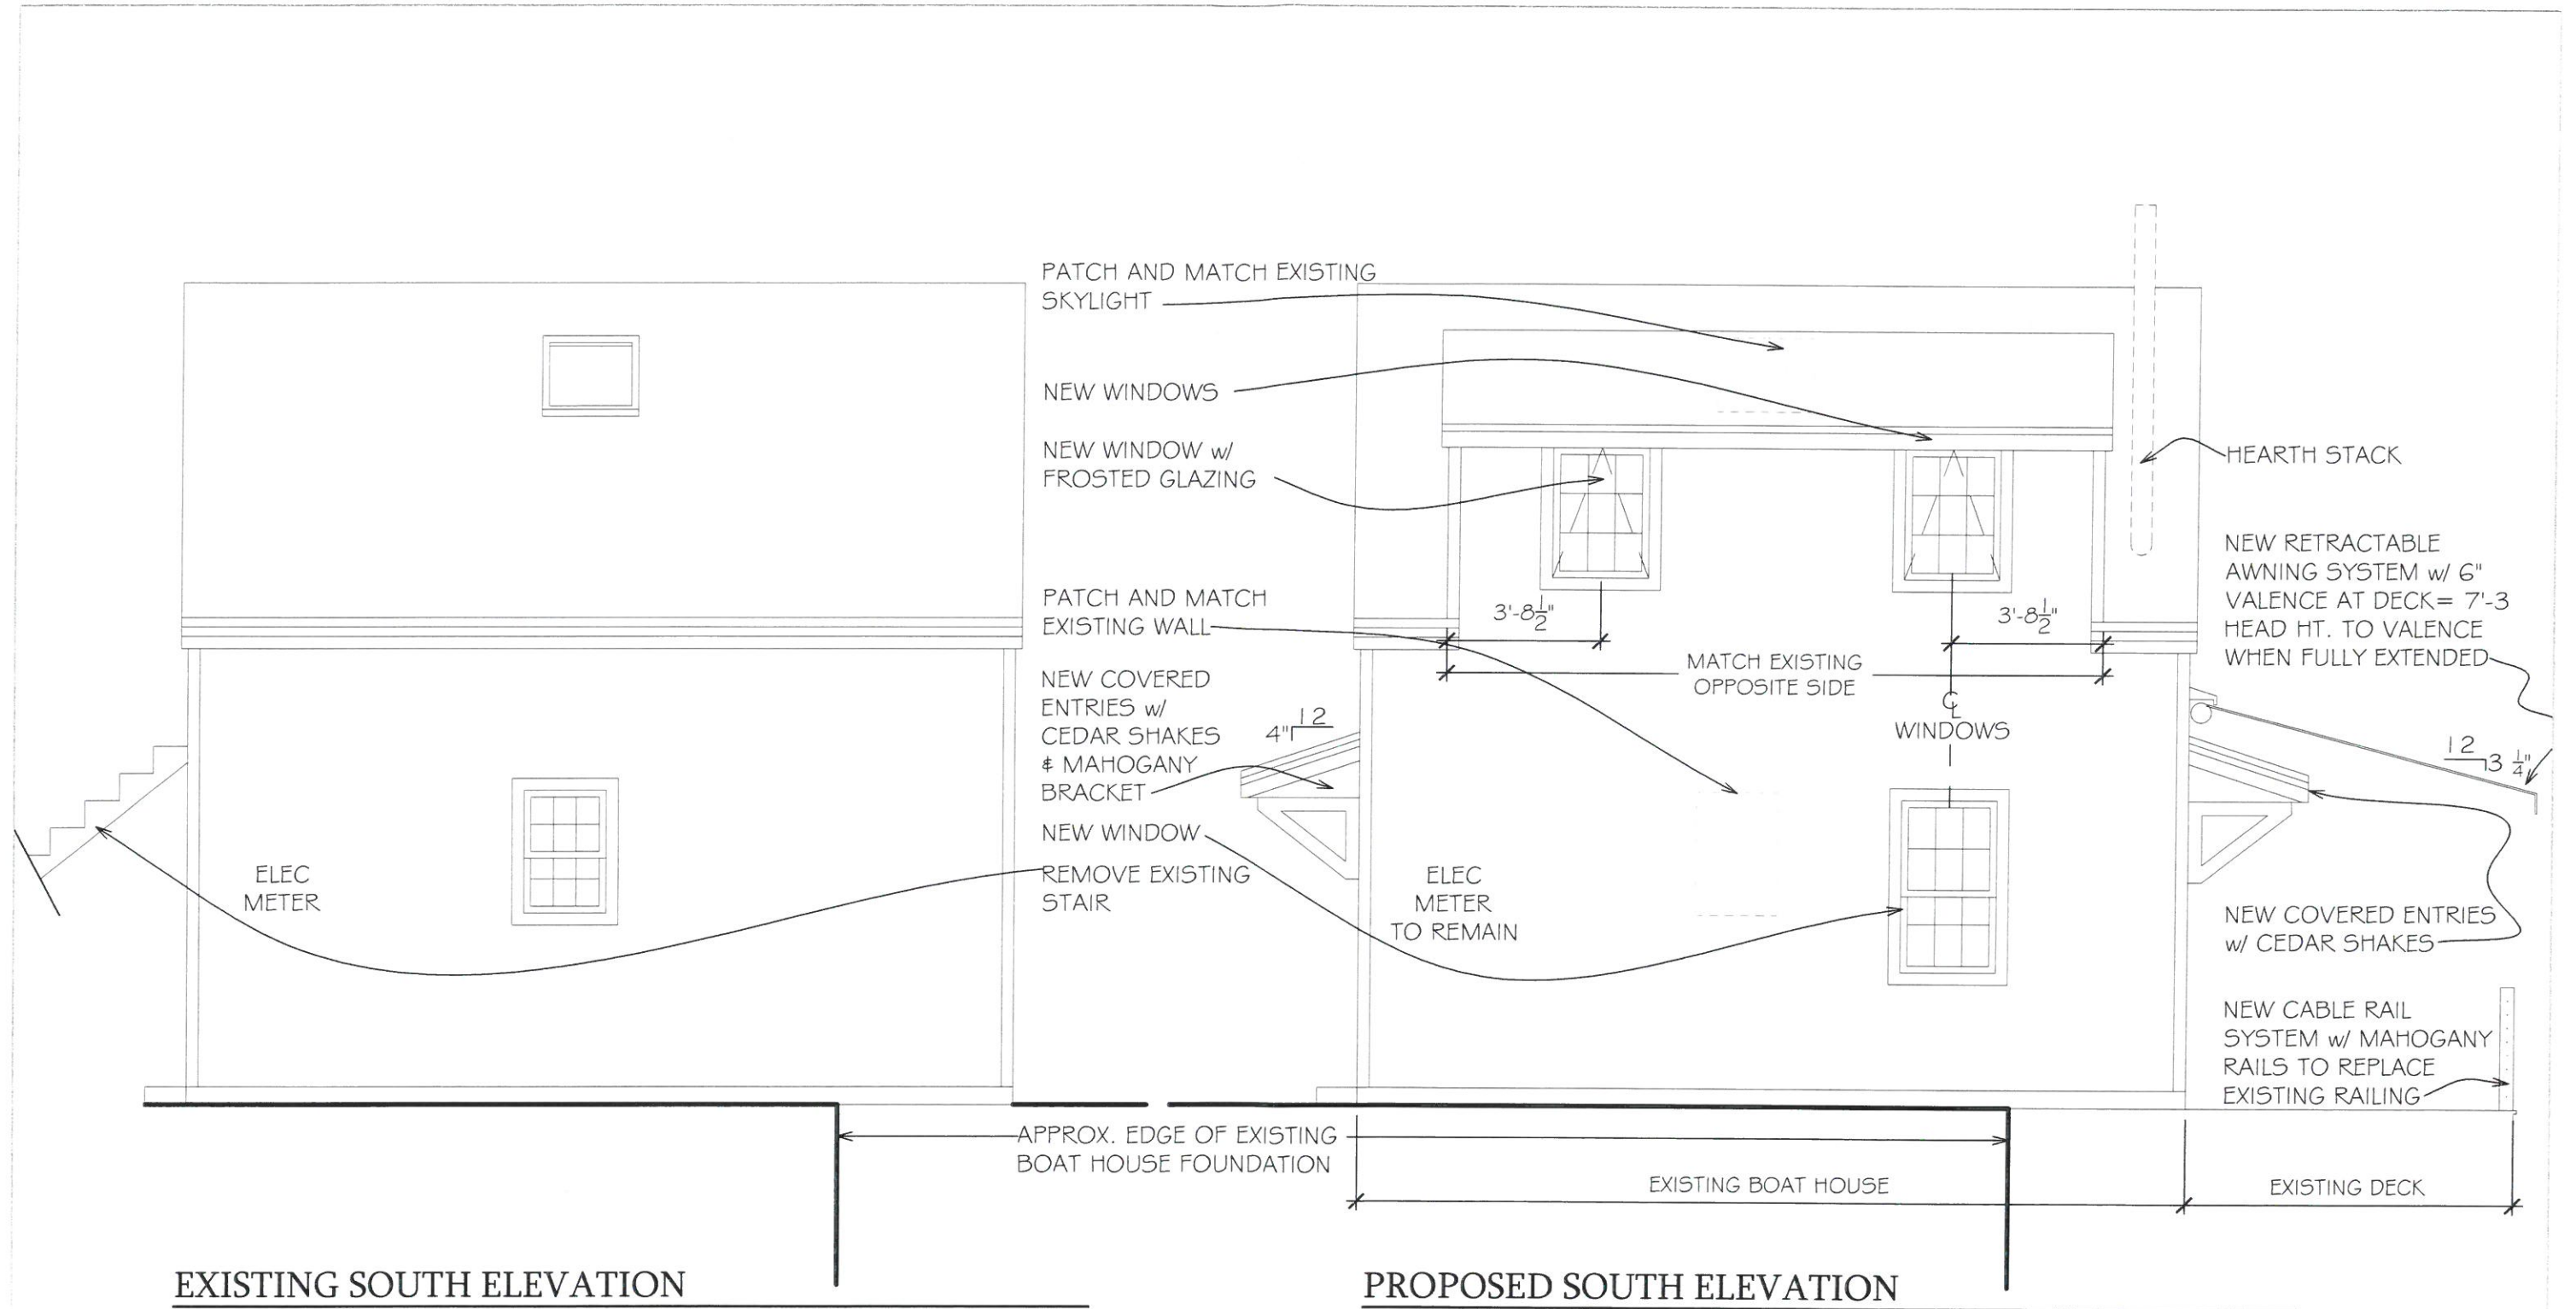 PATCH AND MATCH EXISTING
SKYLIGHT
NEW WINDOWS
NEW WINDOW w/
FROSTED GLAZING
PATCH AND MATCH
EXISTING WALL
NEW COVERED
ENTRIES w/
CEDAR SHAKES
& MAHOGANY
BRACKET
NEW WINDOW
REMOVE EXISTING
STAIR
ELEC
METER
12
4"
3'-8 1/2"
3'-8 1/2"
MATCH EXISTING
OPPOSITE SIDE
CL
WINDOWS
ELEC
METER
TO REMAIN
HEARTH STACK
NEW RETRACTABLE
AWNING SYSTEM w/ 6"
VALENCE AT DECK= 7'-3
HEAD HT. TO VALENCE
WHEN FULLY EXTENDED
12
3 1/4"
NEW COVERED ENTRIES
w/ CEDAR SHAKES
NEW CABLE RAIL
SYSTEM w/ MAHOGANY
RAILS TO REPLACE
EXISTING RAILING
APPROX. EDGE OF EXISTING
BOAT HOUSE FOUNDATION
EXISTING BOAT HOUSE
EXISTING DECK
EXISTING SOUTH ELEVATION
PROPOSED SOUTH ELEVATION